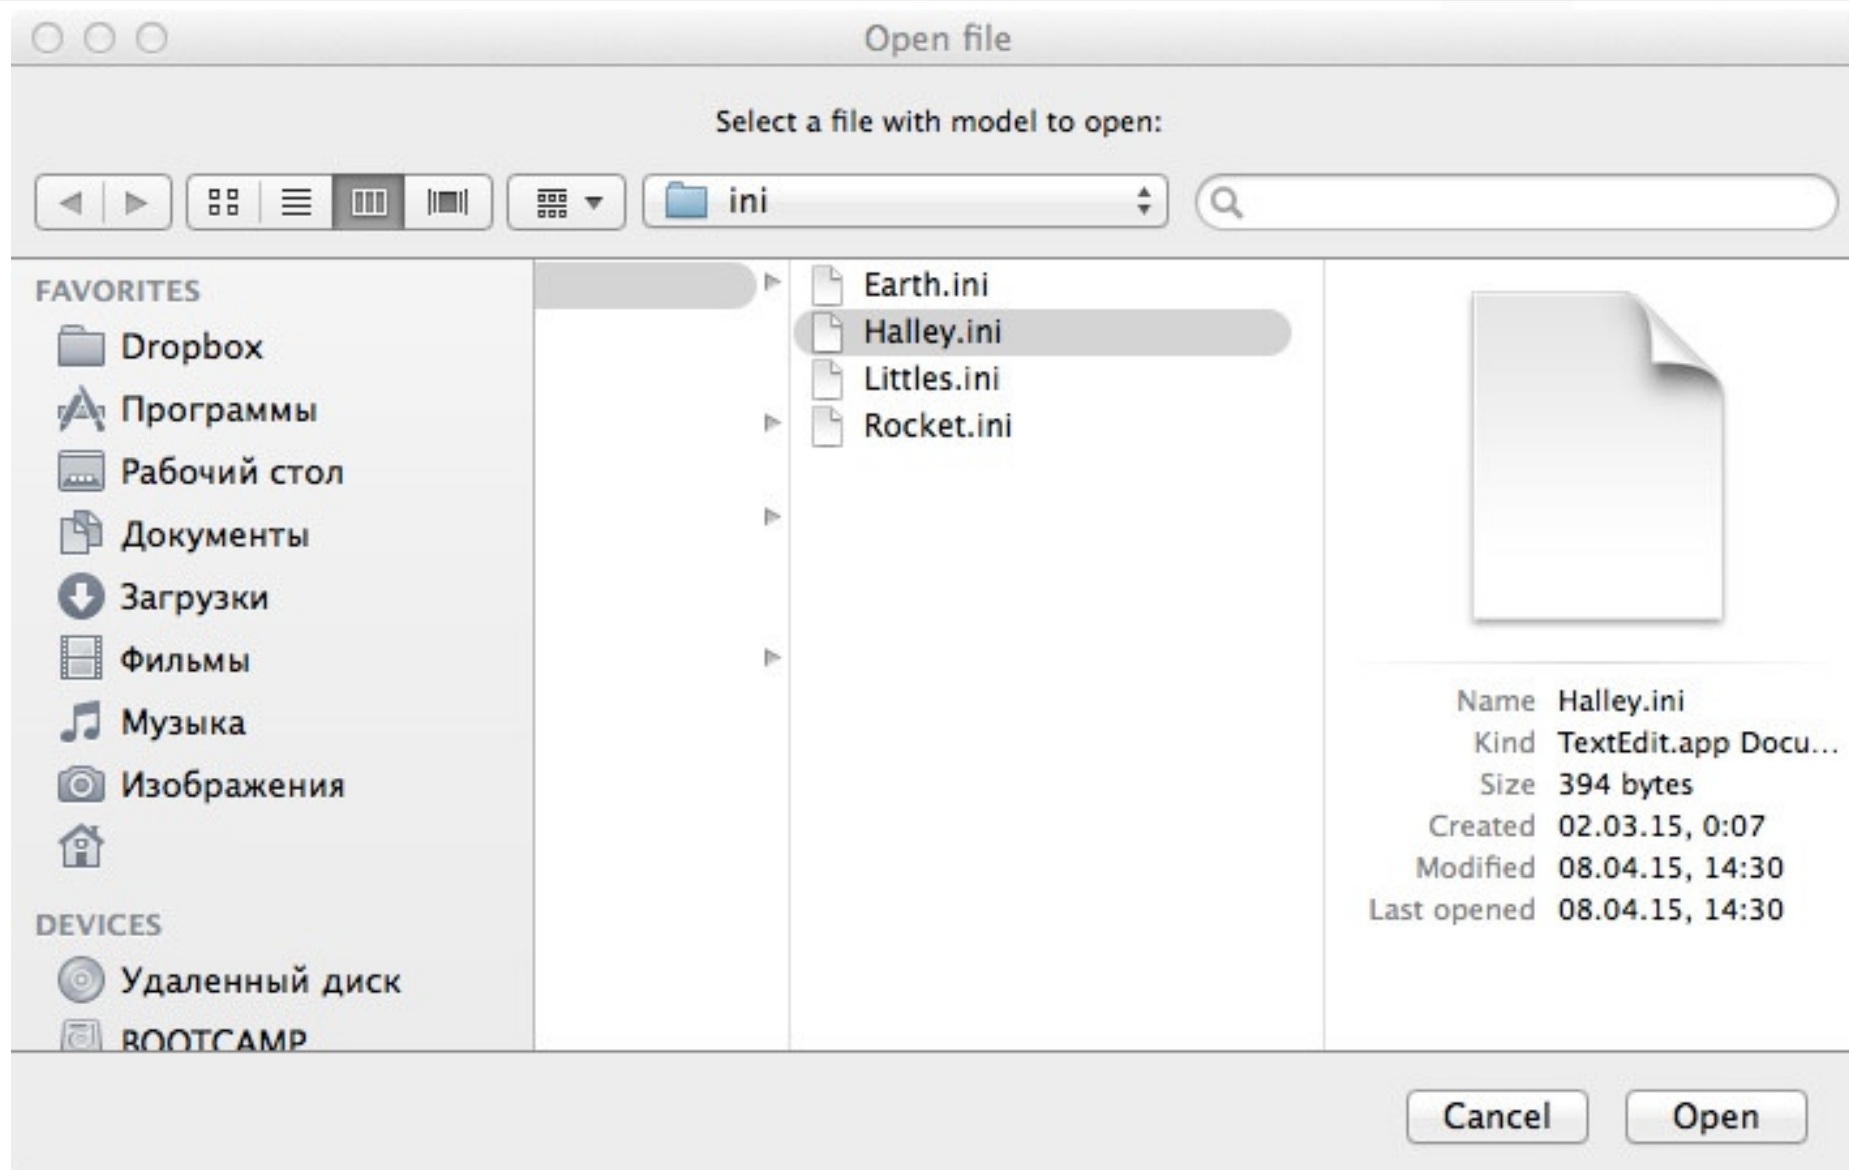 Open file
Select a file with model to open:
ini
FAVORITES
Dropbox
Программы
Рабочий стол
Документы
Загрузки
Фильмы
Музыка
Изображения
DEVICES
Удаленный диск
BOOTCAMP
Earth.ini
Halley.ini
Littles.ini
Rocket.ini
Name Halley.ini
Kind TextEdit.app Docu...
Size 394 bytes
Created 02.03.15, 0:07
Modified 08.04.15, 14:30
Last opened 08.04.15, 14:30
Cancel Open